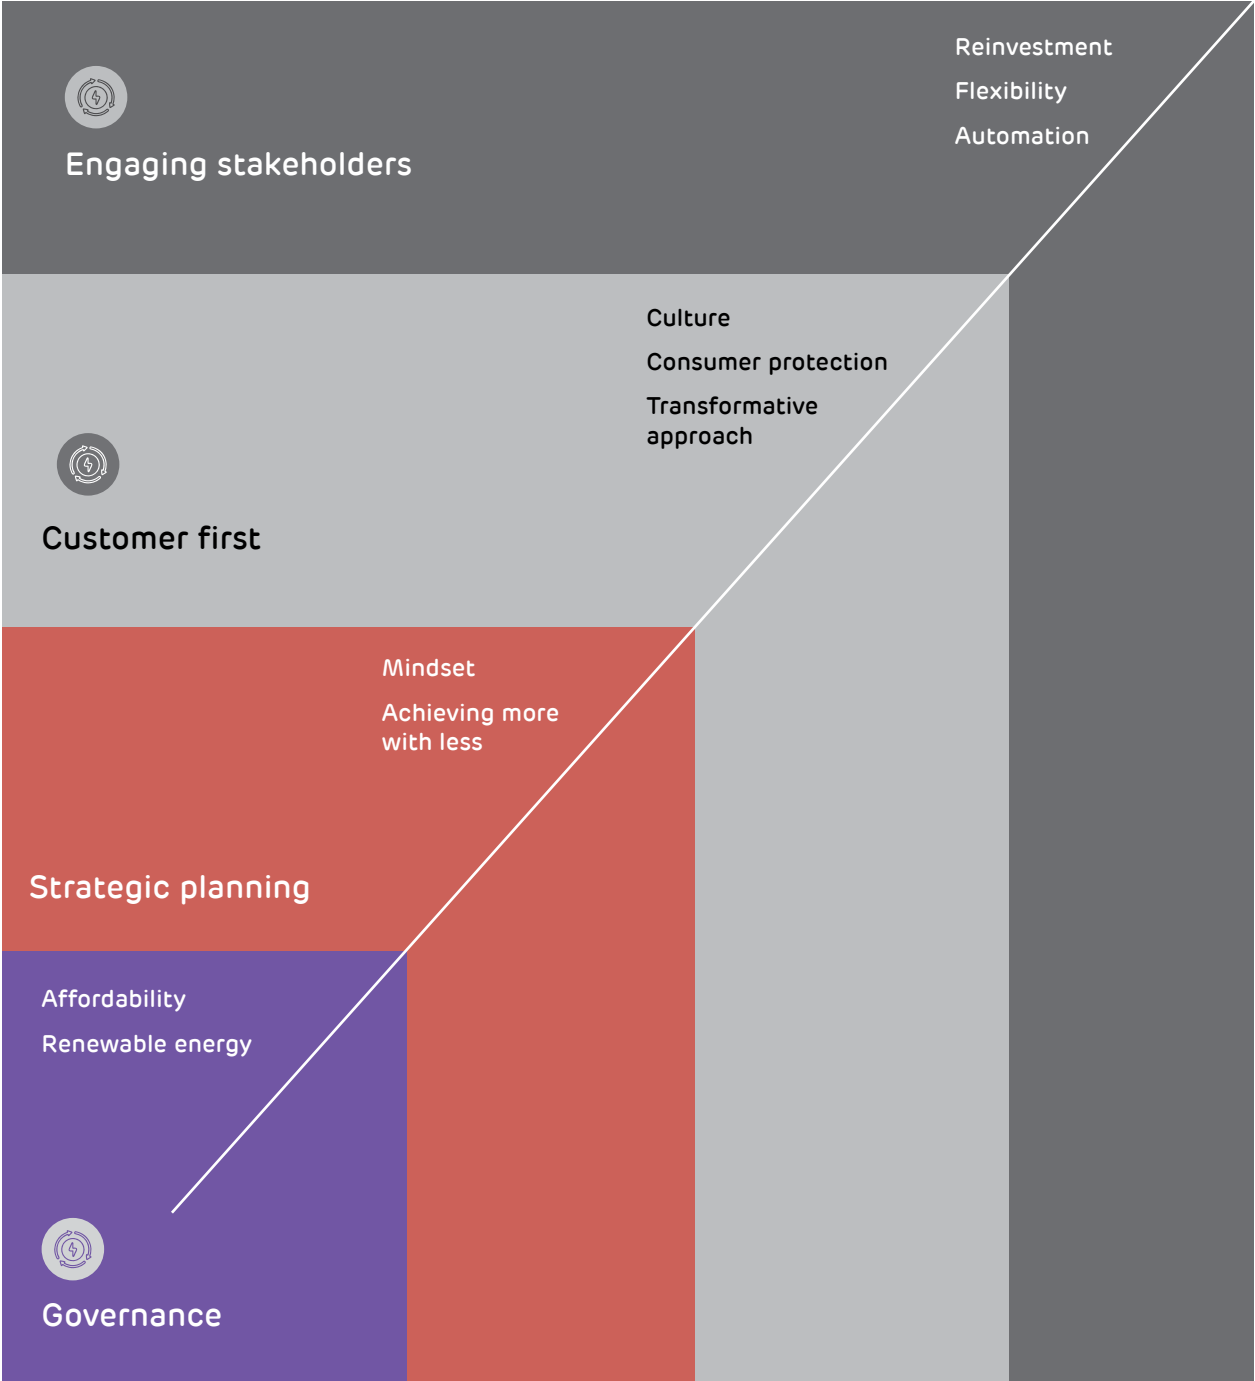 Reinvestment
Flexibility
Automation
Engaging stakeholders
Culture
Consumer protection
Transformative
approach
Customer first
Mindset
Achieving more
with less
Strategic planning
Affordability
Renewable energy
Governance